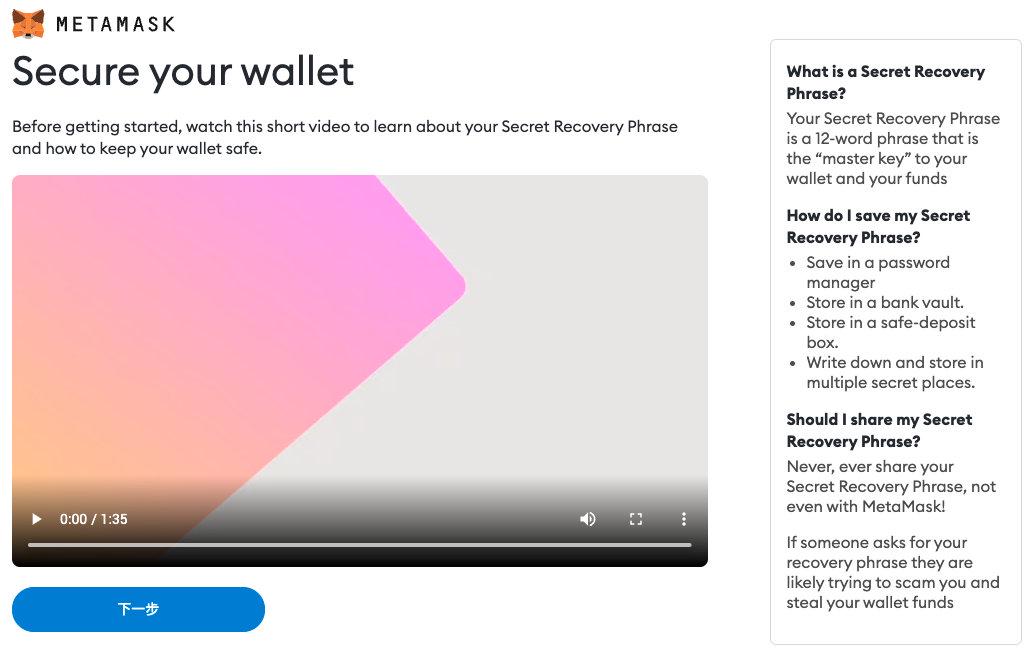 METAMASK
Secure your wallet
Before getting started, watch this short video to learn about your Secret Recovery Phrase
and how to keep your wallet safe.
0:00 / 1:35
下一步
What is a Secret Recovery
Phrase?
Your Secret Recovery Phrase
is a 12-word phrase that is
the “master key” to your
wallet and your funds
How do I save my Secret
Recovery Phrase?
• Save in a password
manager
• Store in a bank vault.
• Store in a safe-deposit
box.
• Write down and store in
multiple secret places.
Should I share my Secret
Recovery Phrase?
Never, ever share your
Secret Recovery Phrase, not
even with MetaMask!
If someone asks for your
recovery phrase they are
likely trying to scam you and
steal your wallet funds